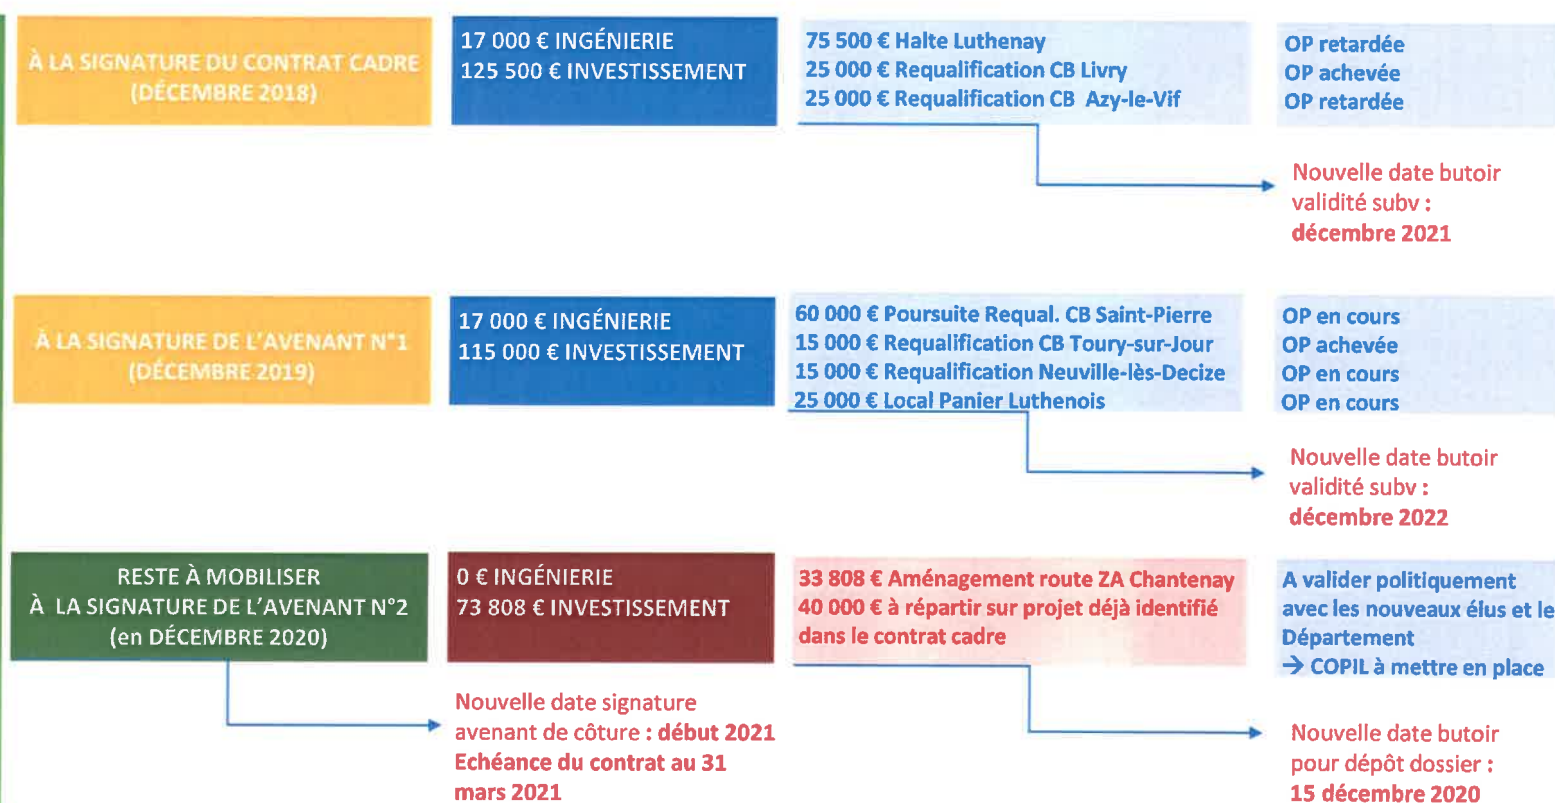 À LA SIGNATURE DU CONTRAT CADRE
(DÉCEMBRE 2018)
17 000 € INGÉNIERIE
125 500 € INVESTISSEMENT
75 500 € Halte Luthenay
25 000 € Requalification CB Livry
25 000 € Requalification CB Azy-le-Vif
OP retardée
OP achevée
OP retardée
Nouvelle date butoir
validité subv :
décembre 2021
À LA SIGNATURE DE L'AVENANT N°1
(DÉCEMBRE 2019)
17 000 € INGÉNIERIE
115 000 € INVESTISSEMENT
60 000 € Poursuite Requal. CB Saint-Pierre
15 000 € Requalification CB Toury-sur-Jour
15 000 € Requalification Neuville-lès-Decize
25 000 € Local Panier Luthenois
OP en cours
OP achevée
OP en cours
OP en cours
Nouvelle date butoir
validité subv :
décembre 2022
RESTE À MOBILISER
À LA SIGNATURE DE L'AVENANT N°2
(en DÉCEMBRE 2020)
0 € INGÉNIERIE
73 808 € INVESTISSEMENT
33 808 € Aménagement route ZA Chantenay
40 000 € à répartir sur projet déjà identifié
dans le contrat cadre
A valider politiquement
avec les nouveaux élus et le
Département
→ COPIL à mettre en place
Nouvelle date signature
avenant de côture : début 2021
Echéance du contrat au 31
mars 2021
Nouvelle date butoir
pour dépôt dossier :
15 décembre 2020